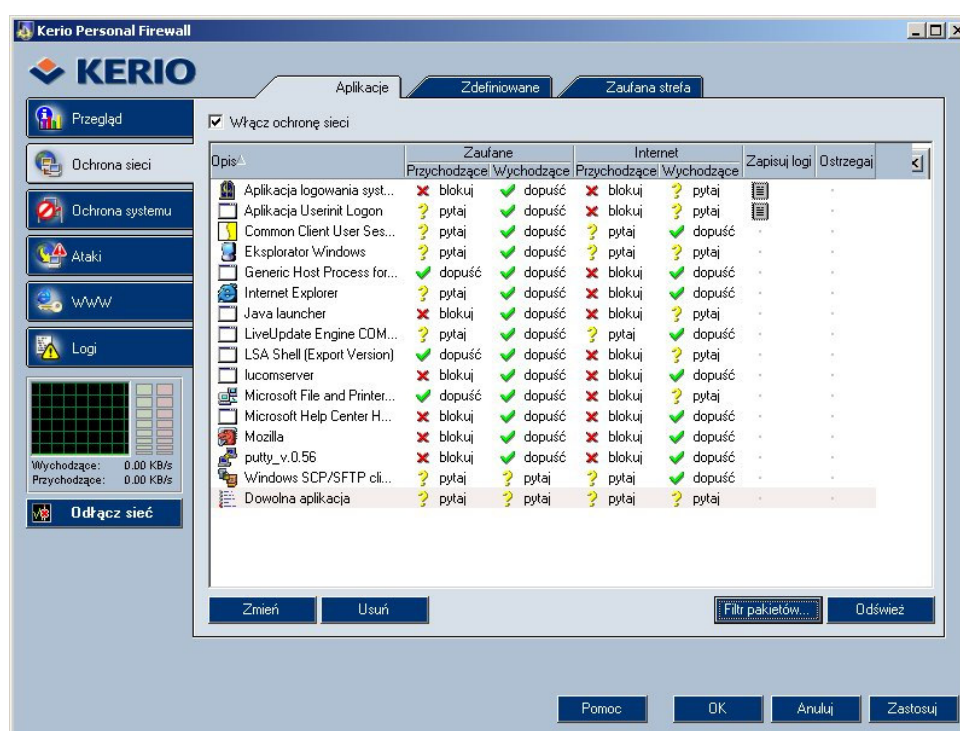 Kerio Personal Firewall
KERIO
Aplikacje Zdefiniowane Zaufana strefa
Przegląd
Ochrona sieci
Ochrona systemu
Ataki
WWW
Logi
Wychodzące: 0.00 KB/s
Przychodzące: 0.00 KB/s
Odłącz sieć
Włącz ochronę sieci
Opis Zaufane Internet Zapisuj logi Ostrzegaj
Przychodzące Wychodzące Przychodzące Wychodzące
Aplikacja logowania syst... blokuj dopuść blokuj pytaj
Aplikacja Userinit Logon pytaj dopuść blokuj pytaj
Common Client User Ses... pytaj dopuść pytaj dopuść
Eksplorator Windows pytaj dopuść pytaj pytaj
Generic Host Process for... dopuść dopuść blokuj dopuść
Internet Explorer pytaj dopuść blokuj dopuść
Java launcher blokuj dopuść blokuj pytaj
LiveUpdate Engine COM... pytaj dopuść pytaj dopuść
LSA Shell (Export Version) dopuść dopuść blokuj pytaj
lucomserver blokuj dopuść blokuj dopuść
Microsoft File and Printer... dopuść dopuść blokuj pytaj
Microsoft Help Center H... blokuj dopuść blokuj dopuść
Mozilla blokuj dopuść blokuj dopuść
putty_v.0.56 blokuj dopuść blokuj dopuść
Windows SCP/SFTP cli... pytaj pytaj pytaj dopuść
Dowolna aplikacja pytaj pytaj pytaj pytaj
Zmień Usuń Filtr pakietów... Odśwież
Pomoc OK Anuluj Zastosuj